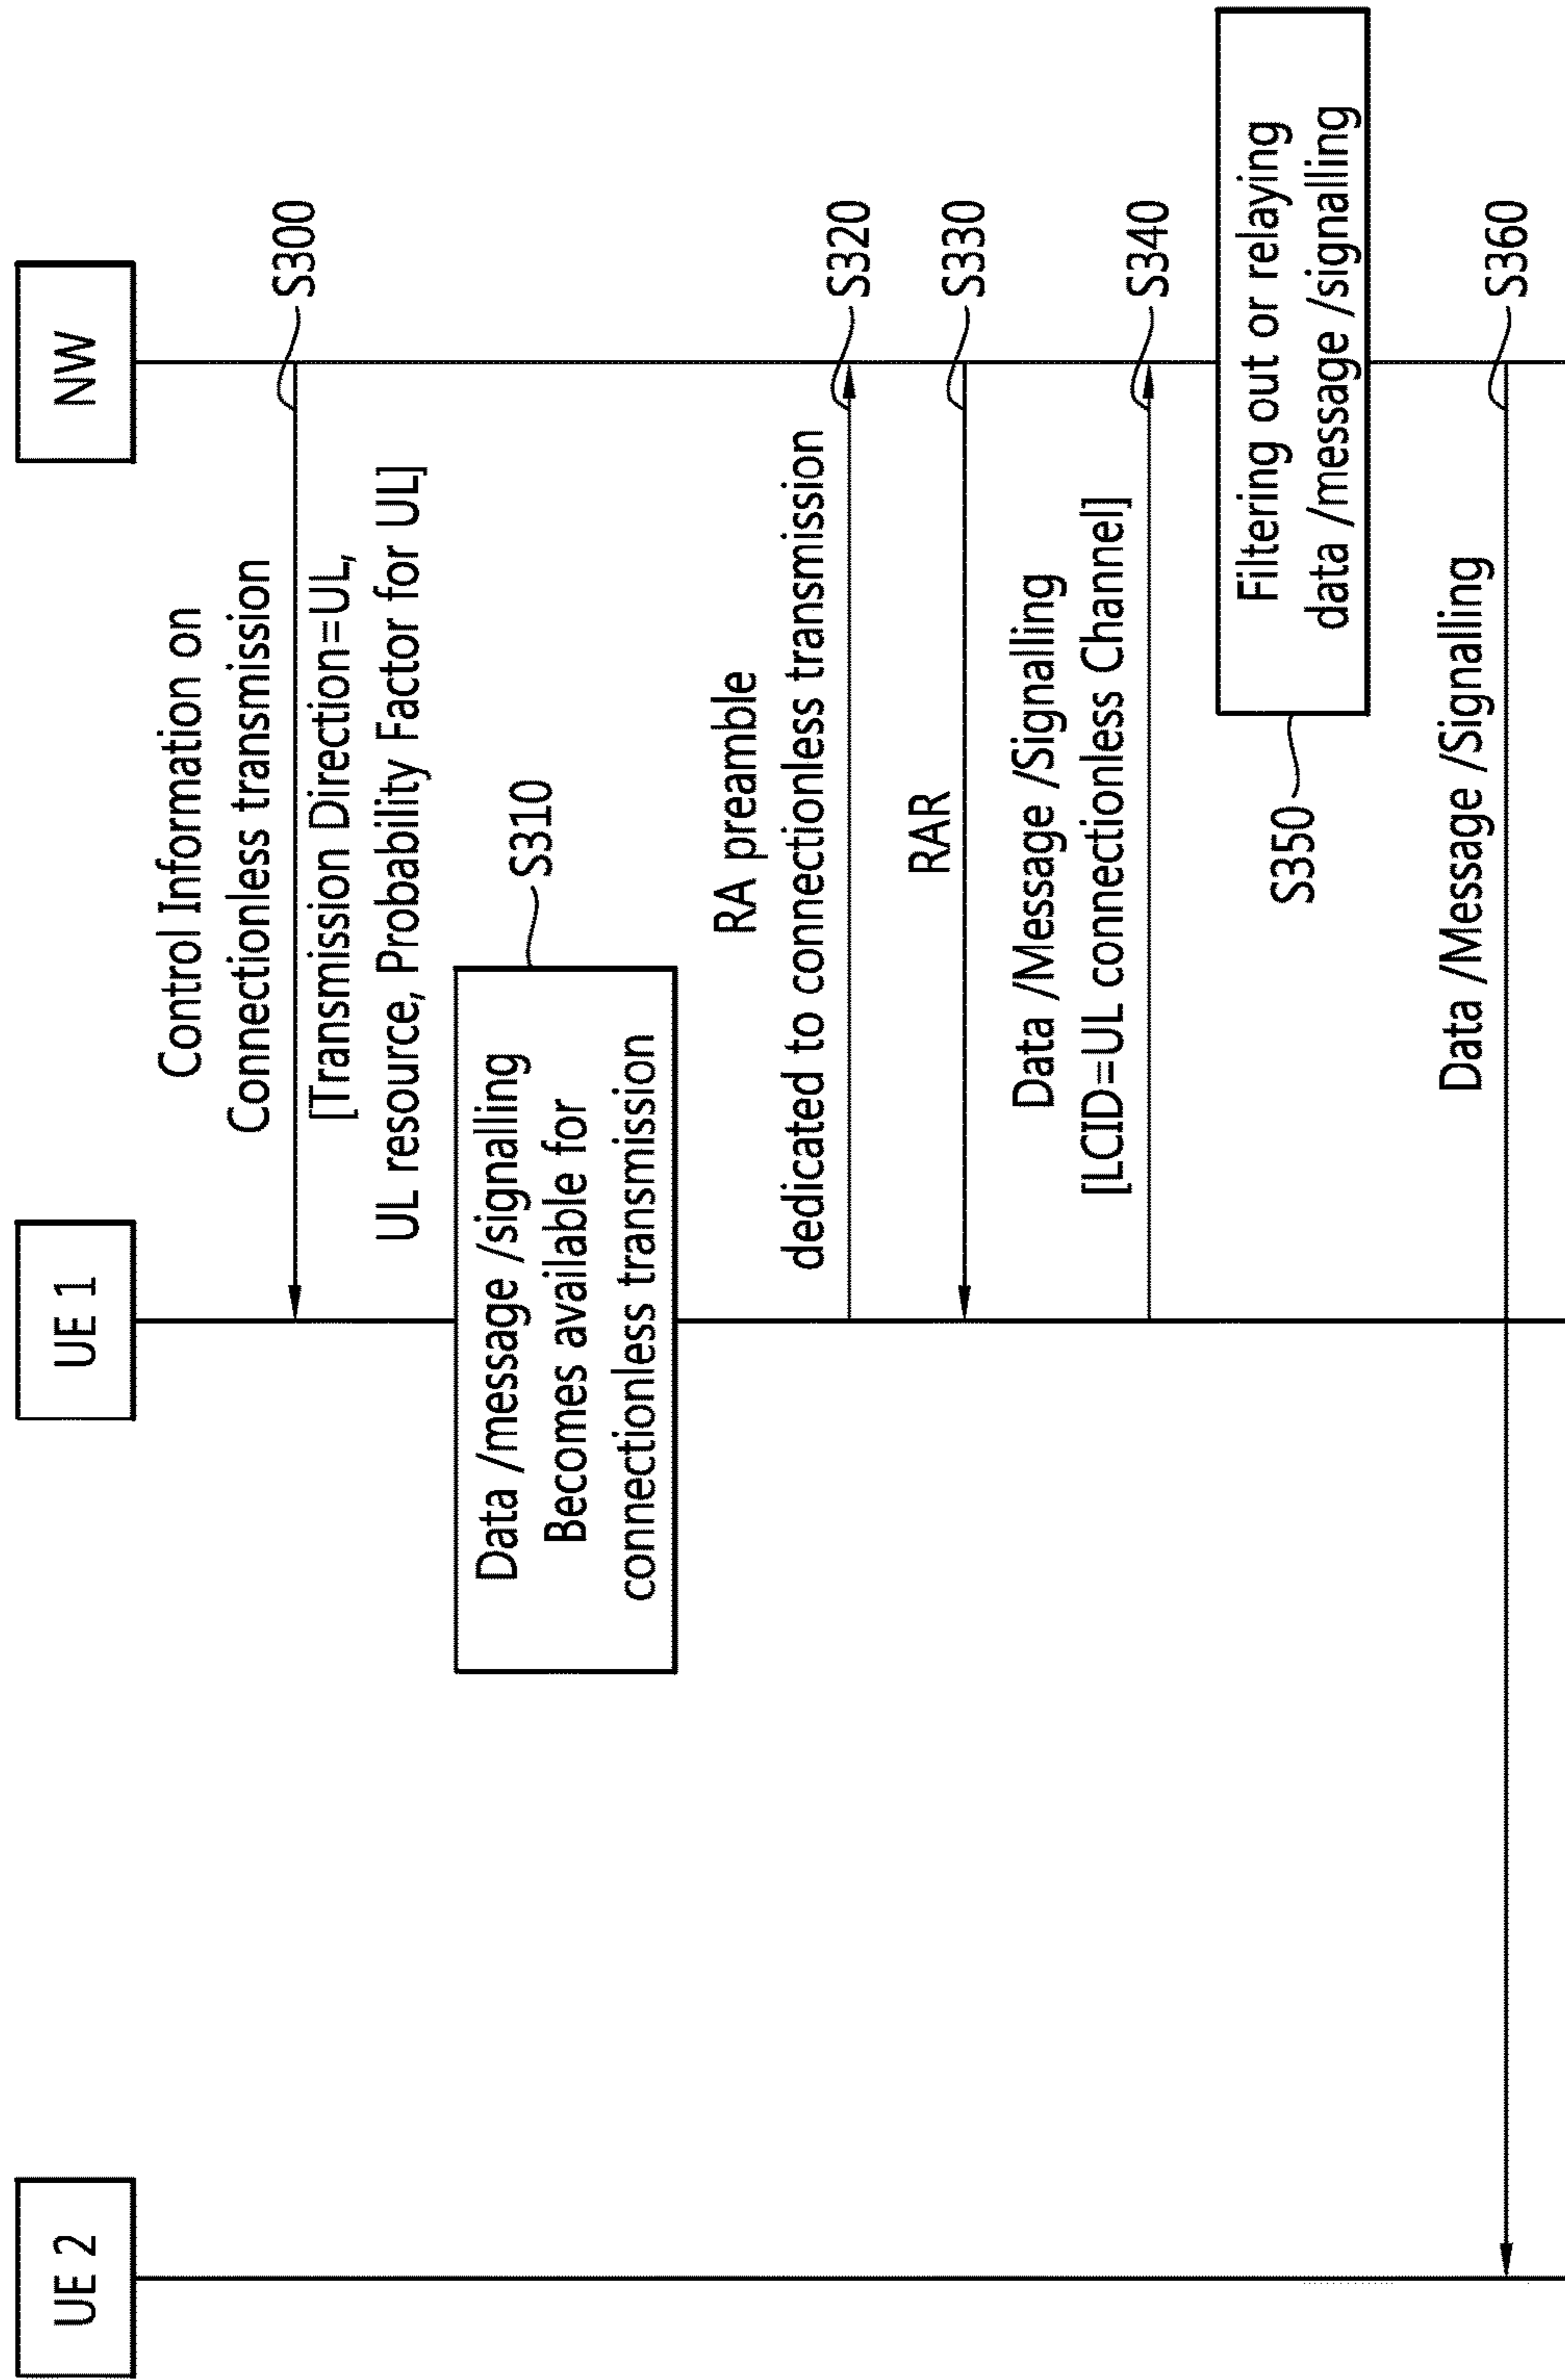 UE 2
UE 1
NW
Control Information on
Connectionless transmission
S300
[Transmission Direction=UL,
UL resource, Probability Factor for UL]
Data /message /signalling
Becomes available for
connectionless transmission
S310
RA preamble
dedicated to connectionless transmission
S320
RAR
S330
Data /Message /Signalling
[LCID=UL connectionless Channel]
S340
Filtering out or relaying
data /message /signalling
S350
Data /Message /Signalling
S360